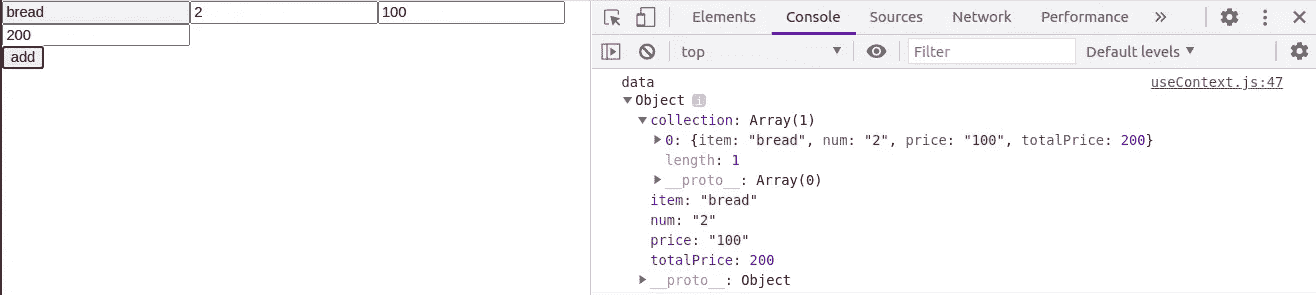 bread 2 100
200
add
Elements Console Sources Network Performance »
top Filter Default levels
data useContext.js:47
Object i
collection: Array(1)
0: {item: "bread", num: "2", price: "100", totalPrice: 200}
length: 1
__proto__: Array(0)
item: "bread"
num: "2"
price: "100"
totalPrice: 200
__proto__: Object